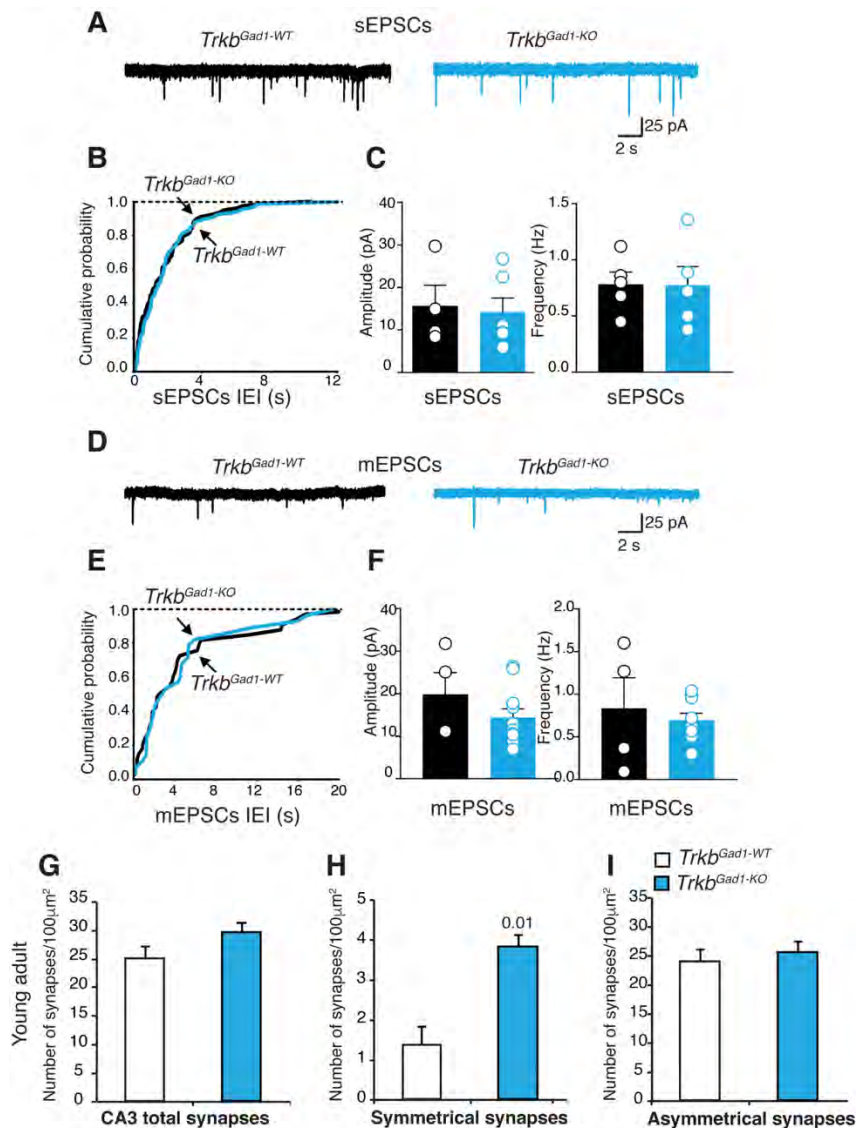 A
sEPSCs
Trkb^Gad1-WT
Trkb^Gad1-KO
25 pA
2 s
B
Trkb^Gad1-KO
Trkb^Gad1-WT
Cumulative probability
1.0
0.8
0.6
0.4
0.2
0.0
0 4 8 12
sEPSCs IEI (s)
C
Amplitude (pA)
40
30
20
10
0
sEPSCs
Frequency (Hz)
1.5
1.0
0.5
0.0
sEPSCs
D
mEPSCs
Trkb^Gad1-WT
Trkb^Gad1-KO
25 pA
2 s
E
Trkb^Gad1-KO
Trkb^Gad1-WT
Cumulative probability
1.0
0.8
0.6
0.4
0.2
0.0
0 4 8 12 16 20
mEPSCs IEI (s)
F
Amplitude (pA)
40
30
20
10
0
mEPSCs
Frequency (Hz)
2.0
1.5
1.0
0.5
0.0
mEPSCs
Young adult
G
Number of synapses/100µm²
35
30
25
20
15
10
5
0
CA3 total synapses
H
Number of synapses/100µm²
5
4
3
2
1
0
0.01
Symmetrical synapses
I
Trkb^Gad1-WT
Trkb^Gad1-KO
Number of synapses/100µm²
35
30
25
20
15
10
5
0
Asymmetrical synapses